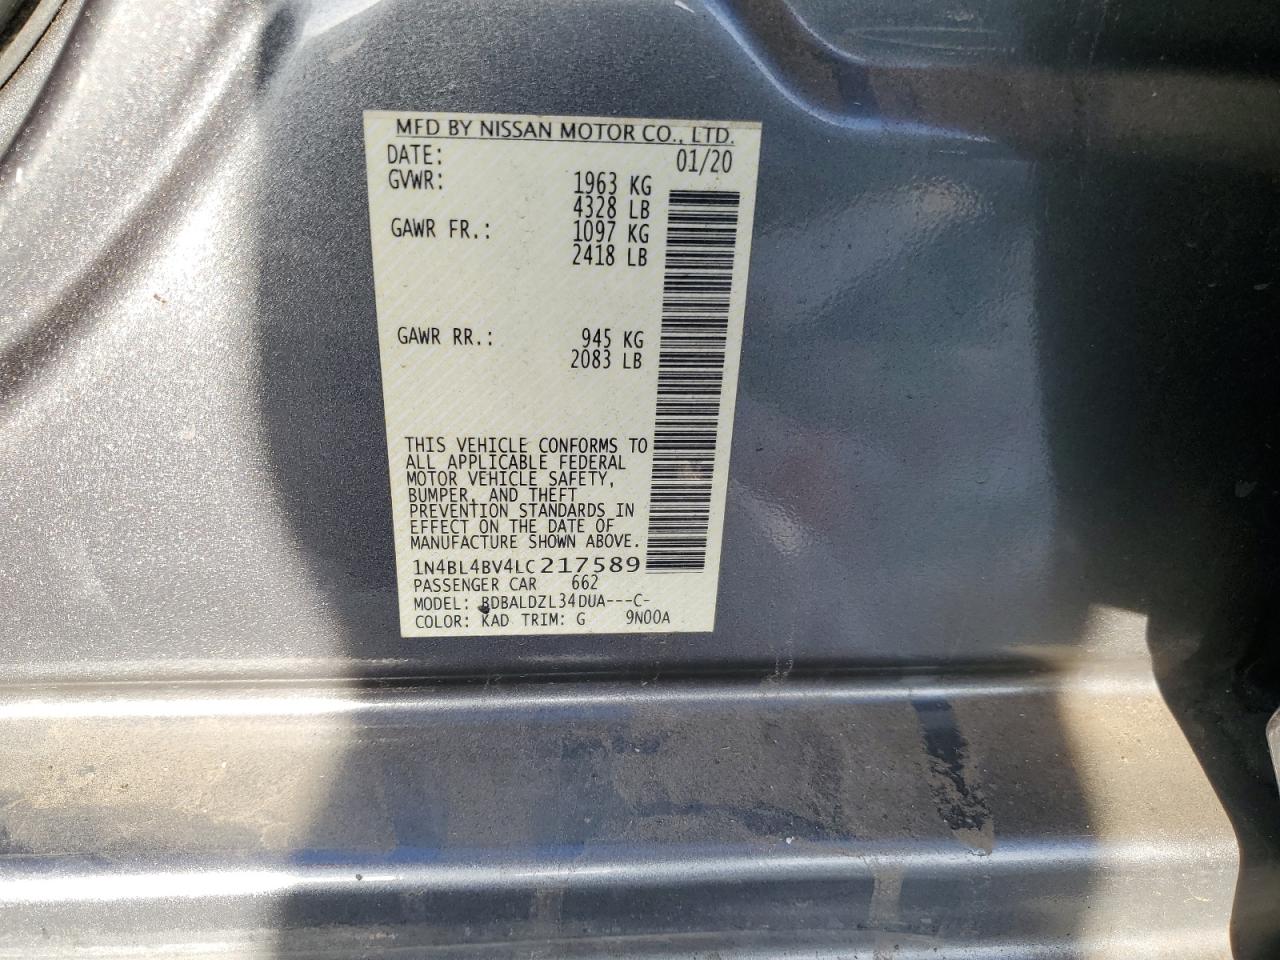 MFD BY NISSAN MOTOR CO., LTD.
DATE: 01/20
GVWR: 1963 KG
4328 LB
GAWR FR.: 1097 KG
2418 LB
GAWR RR.: 945 KG
2083 LB
THIS VEHICLE CONFORMS TO
ALL APPLICABLE FEDERAL
MOTOR VEHICLE SAFETY,
BUMPER, AND THEFT
PREVENTION STANDARDS IN
EFFECT ON THE DATE OF
MANUFACTURE SHOWN ABOVE.
1N4BL4BV4LC217589
PASSENGER CAR 662
MODEL: BDBALDZL34DUA---C-
COLOR: KAD TRIM: G 9N00A